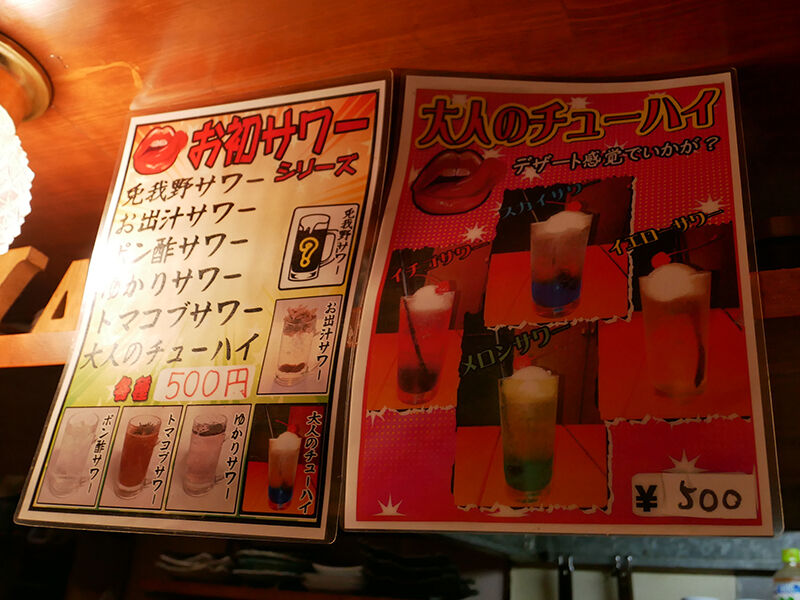 お初サワー
シリーズ
兎我野サワー
お出汁サワー
ポン酢サワー
ゆかりサワー
トマコブサワー
大人のチューハイ
各種 500円
?
兎我野サワー
お出汁サワー
ポン酢サワー
トマコブサワー
ゆかりサワー
大人のチューハイ
大人のチューハイ
デザート感覚でいかが?
スカイサワー
イチゴサワー
イエローサワー
メロンサワー
¥500